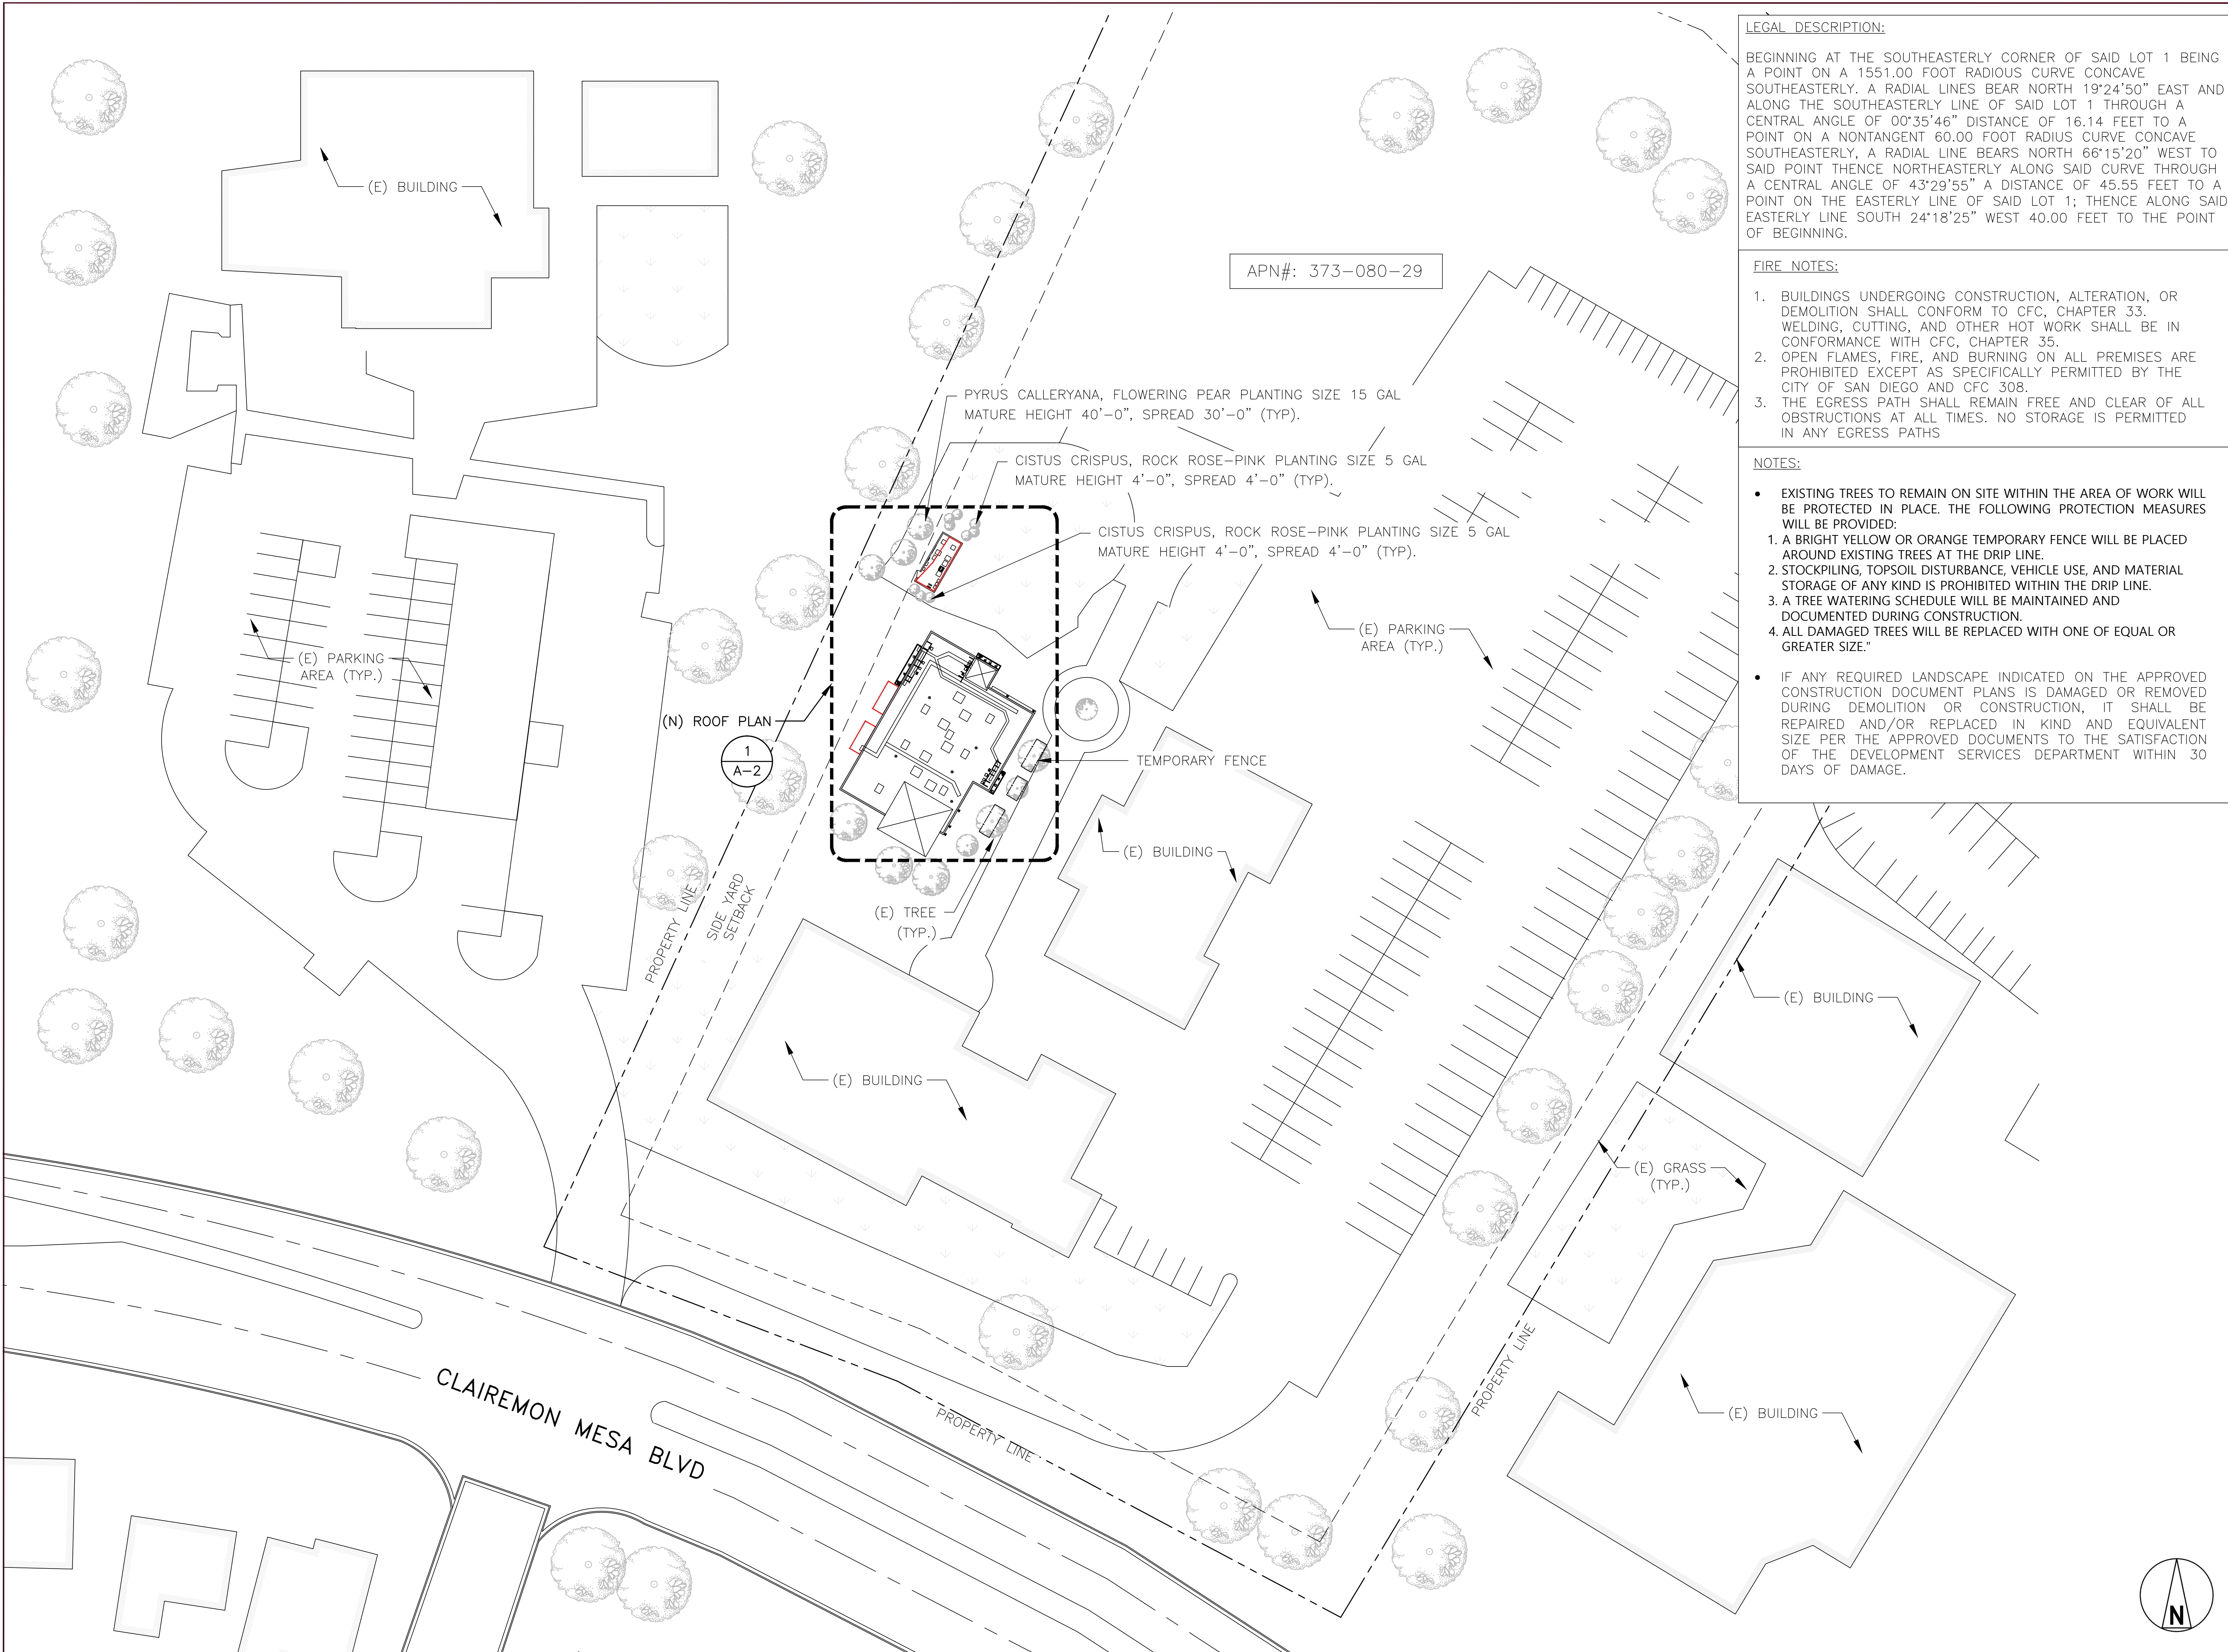 LEGAL DESCRIPTION:
BEGINNING AT THE SOUTHEASTERLY CORNER OF SAID LOT 1 BEING
A POINT ON A 1551.00 FOOT RADIOUS CURVE CONCAVE
SOUTHEASTERLY. A RADIAL LINES BEAR NORTH 19°24'50" EAST AND
ALONG THE SOUTHEASTERLY LINE OF SAID LOT 1 THROUGH A
CENTRAL ANGLE OF 00°35'46" DISTANCE OF 16.14 FEET TO A
POINT ON A NONTANGENT 60.00 FOOT RADIUS CURVE CONCAVE
SOUTHEASTERLY, A RADIAL LINE BEARS NORTH 66°15'20" WEST TO
SAID POINT THENCE NORTHEASTERLY ALONG SAID CURVE THROUGH
A CENTRAL ANGLE OF 43°29'55" A DISTANCE OF 45.55 FEET TO A
POINT ON THE EASTERLY LINE OF SAID LOT 1; THENCE ALONG SAID
EASTERLY LINE SOUTH 24°18'25" WEST 40.00 FEET TO THE POINT
OF BEGINNING.
FIRE NOTES:
1. BUILDINGS UNDERGOING CONSTRUCTION, ALTERATION, OR
DEMOLITION SHALL CONFORM TO CFC, CHAPTER 33.
WELDING, CUTTING, AND OTHER HOT WORK SHALL BE IN
CONFORMANCE WITH CFC, CHAPTER 35.
2. OPEN FLAMES, FIRE, AND BURNING ON ALL PREMISES ARE
PROHIBITED EXCEPT AS SPECIFICALLY PERMITTED BY THE
CITY OF SAN DIEGO AND CFC 308.
3. THE EGRESS PATH SHALL REMAIN FREE AND CLEAR OF ALL
OBSTRUCTIONS AT ALL TIMES. NO STORAGE IS PERMITTED
IN ANY EGRESS PATHS
NOTES:
• EXISTING TREES TO REMAIN ON SITE WITHIN THE AREA OF WORK WILL
BE PROTECTED IN PLACE. THE FOLLOWING PROTECTION MEASURES
WILL BE PROVIDED:
1. A BRIGHT YELLOW OR ORANGE TEMPORARY FENCE WILL BE PLACED
AROUND EXISTING TREES AT THE DRIP LINE.
2. STOCKPILING, TOPSOIL DISTURBANCE, VEHICLE USE, AND MATERIAL
STORAGE OF ANY KIND IS PROHIBITED WITHIN THE DRIP LINE.
3. A TREE WATERING SCHEDULE WILL BE MAINTAINED AND
DOCUMENTED DURING CONSTRUCTION.
4. ALL DAMAGED TREES WILL BE REPLACED WITH ONE OF EQUAL OR
GREATER SIZE."
• IF ANY REQUIRED LANDSCAPE INDICATED ON THE APPROVED
CONSTRUCTION DOCUMENT PLANS IS DAMAGED OR REMOVED
DURING DEMOLITION OR CONSTRUCTION, IT SHALL BE
REPAIRED AND/OR REPLACED IN KIND AND EQUIVALENT
SIZE PER THE APPROVED DOCUMENTS TO THE SATISFACTION
OF THE DEVELOPMENT SERVICES DEPARTMENT WITHIN 30
DAYS OF DAMAGE.
(E) BUILDING
APN#: 373-080-29
PYRUS CALLERYANA, FLOWERING PEAR PLANTING SIZE 15 GAL
MATURE HEIGHT 40'-0", SPREAD 30'-0" (TYP).
CISTUS CRISPUS, ROCK ROSE-PINK PLANTING SIZE 5 GAL
MATURE HEIGHT 4'-0", SPREAD 4'-0" (TYP).
CISTUS CRISPUS, ROCK ROSE-PINK PLANTING SIZE 5 GAL
MATURE HEIGHT 4'-0", SPREAD 4'-0" (TYP).
(E) PARKING
AREA (TYP.)
(E) PARKING
AREA (TYP.)
(N) ROOF PLAN
1
A-2
TEMPORARY FENCE
(E) BUILDING
(E) TREE
(TYP.)
PROPERTY LINE
SIDE YARD
SETBACK
(E) BUILDING
(E) BUILDING
(E) GRASS
(TYP.)
PROPERTY LINE
PROPERTY LINE
(E) BUILDING
CLAIREMON MESA BLVD
N